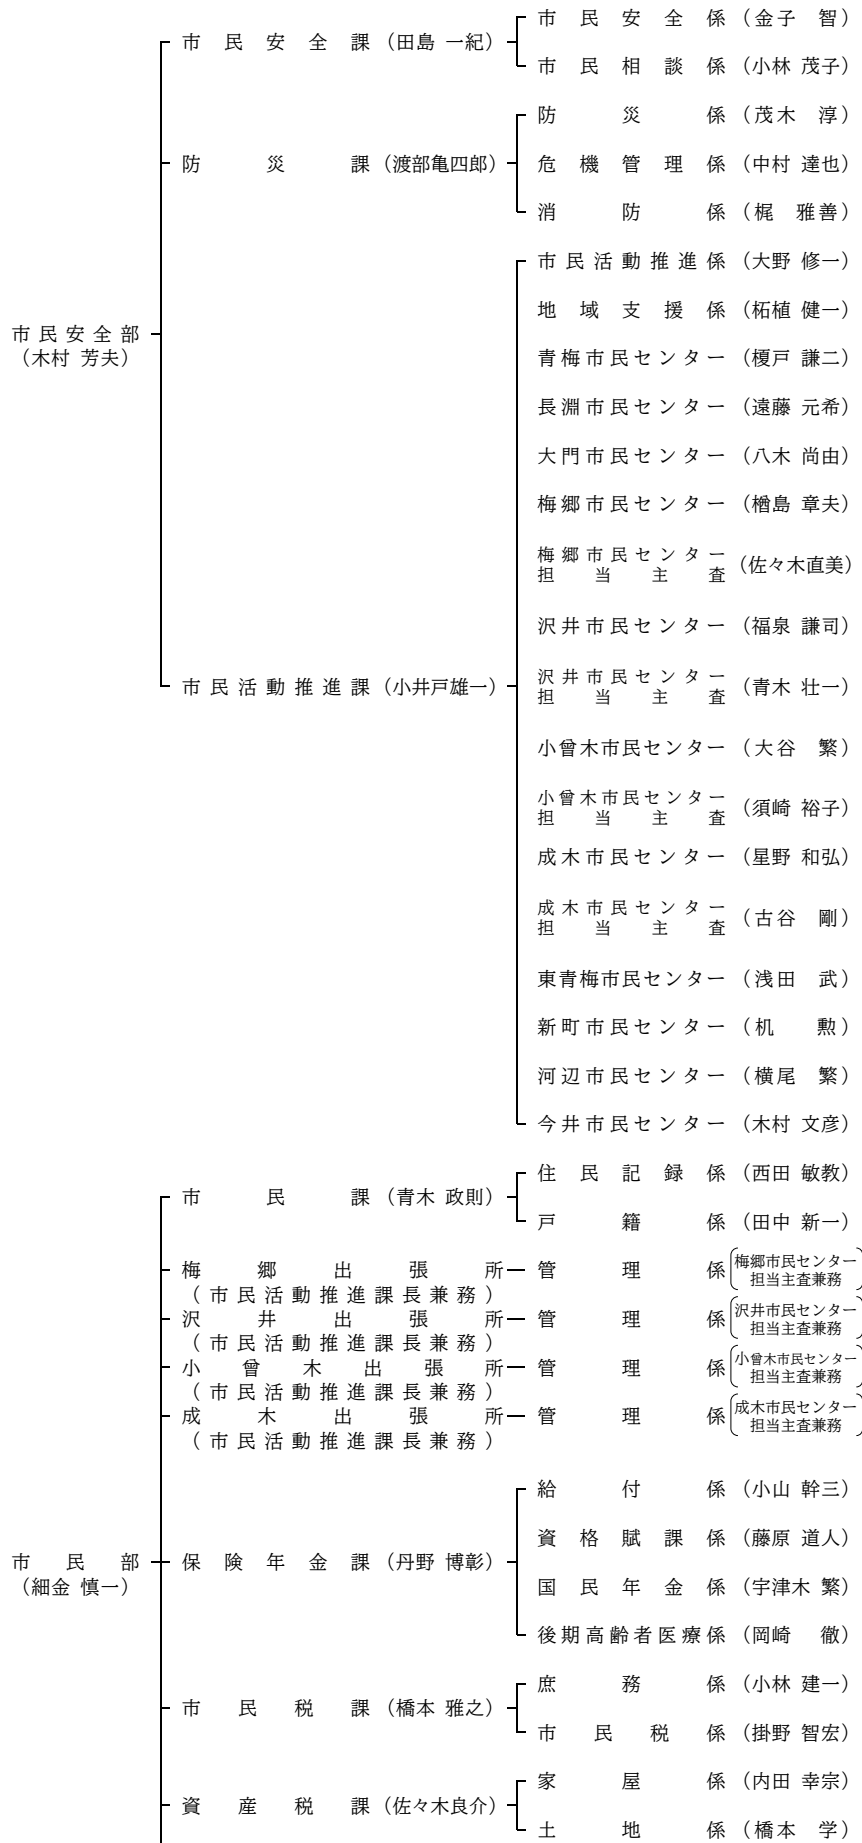 市民安全部
（木村 芳夫）
市民安全課（田島 一紀）
市民安全係（金子 智）
市民相談係（小林 茂子）
防災課（渡部亀四郎）
防災係（茂木 淳）
危機管理係（中村 達也）
消防係（梶 雅善）
市民活動推進課（小井戸雄一）
市民活動推進係（大野 修一）
地域支援係（柘植 健一）
青梅市民センター（榎戸 謙二）
長淵市民センター（遠藤 元希）
大門市民センター（八木 尚由）
梅郷市民センター（楢島 章夫）
梅郷市民センター
担当主査（佐々木直美）
沢井市民センター（福泉 謙司）
沢井市民センター
担当主査（青木 壮一）
小曾木市民センター（大谷 繁）
小曾木市民センター
担当主査（須崎 裕子）
成木市民センター（星野 和弘）
成木市民センター
担当主査（古谷 剛）
東青梅市民センター（浅田 武）
新町市民センター（机 勲）
河辺市民センター（横尾 繁）
今井市民センター（木村 文彦）
市民部
（細金 慎一）
市民課（青木 政則）
住民記録係（西田 敏教）
戸籍係（田中 新一）
梅郷出張所
（市民活動推進課長兼務）
管理係（梅郷市民センター
担当主査兼務）
沢井出張所
（市民活動推進課長兼務）
管理係（沢井市民センター
担当主査兼務）
小曾木出張所
（市民活動推進課長兼務）
管理係（小曾木市民センター
担当主査兼務）
成木出張所
（市民活動推進課長兼務）
管理係（成木市民センター
担当主査兼務）
保険年金課（丹野 博彰）
給付係（小山 幹三）
資格賦課係（藤原 道人）
国民年金係（宇津木 繁）
後期高齢者医療係（岡崎 徹）
市民税課（橋本 雅之）
庶務係（小林 建一）
市民税係（掛野 智宏）
資産税課（佐々木良介）
家屋係（内田 幸宗）
土地係（橋本 学）